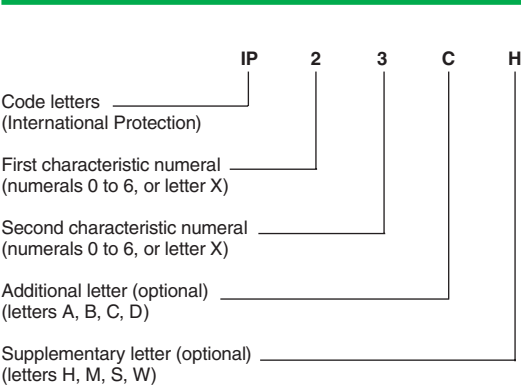 IP 2 3 C H
Code letters
(International Protection)
First characteristic numeral
(numerals 0 to 6, or letter X)
Second characteristic numeral
(numerals 0 to 6, or letter X)
Additional letter (optional)
(letters A, B, C, D)
Supplementary letter (optional)
(letters H, M, S, W)